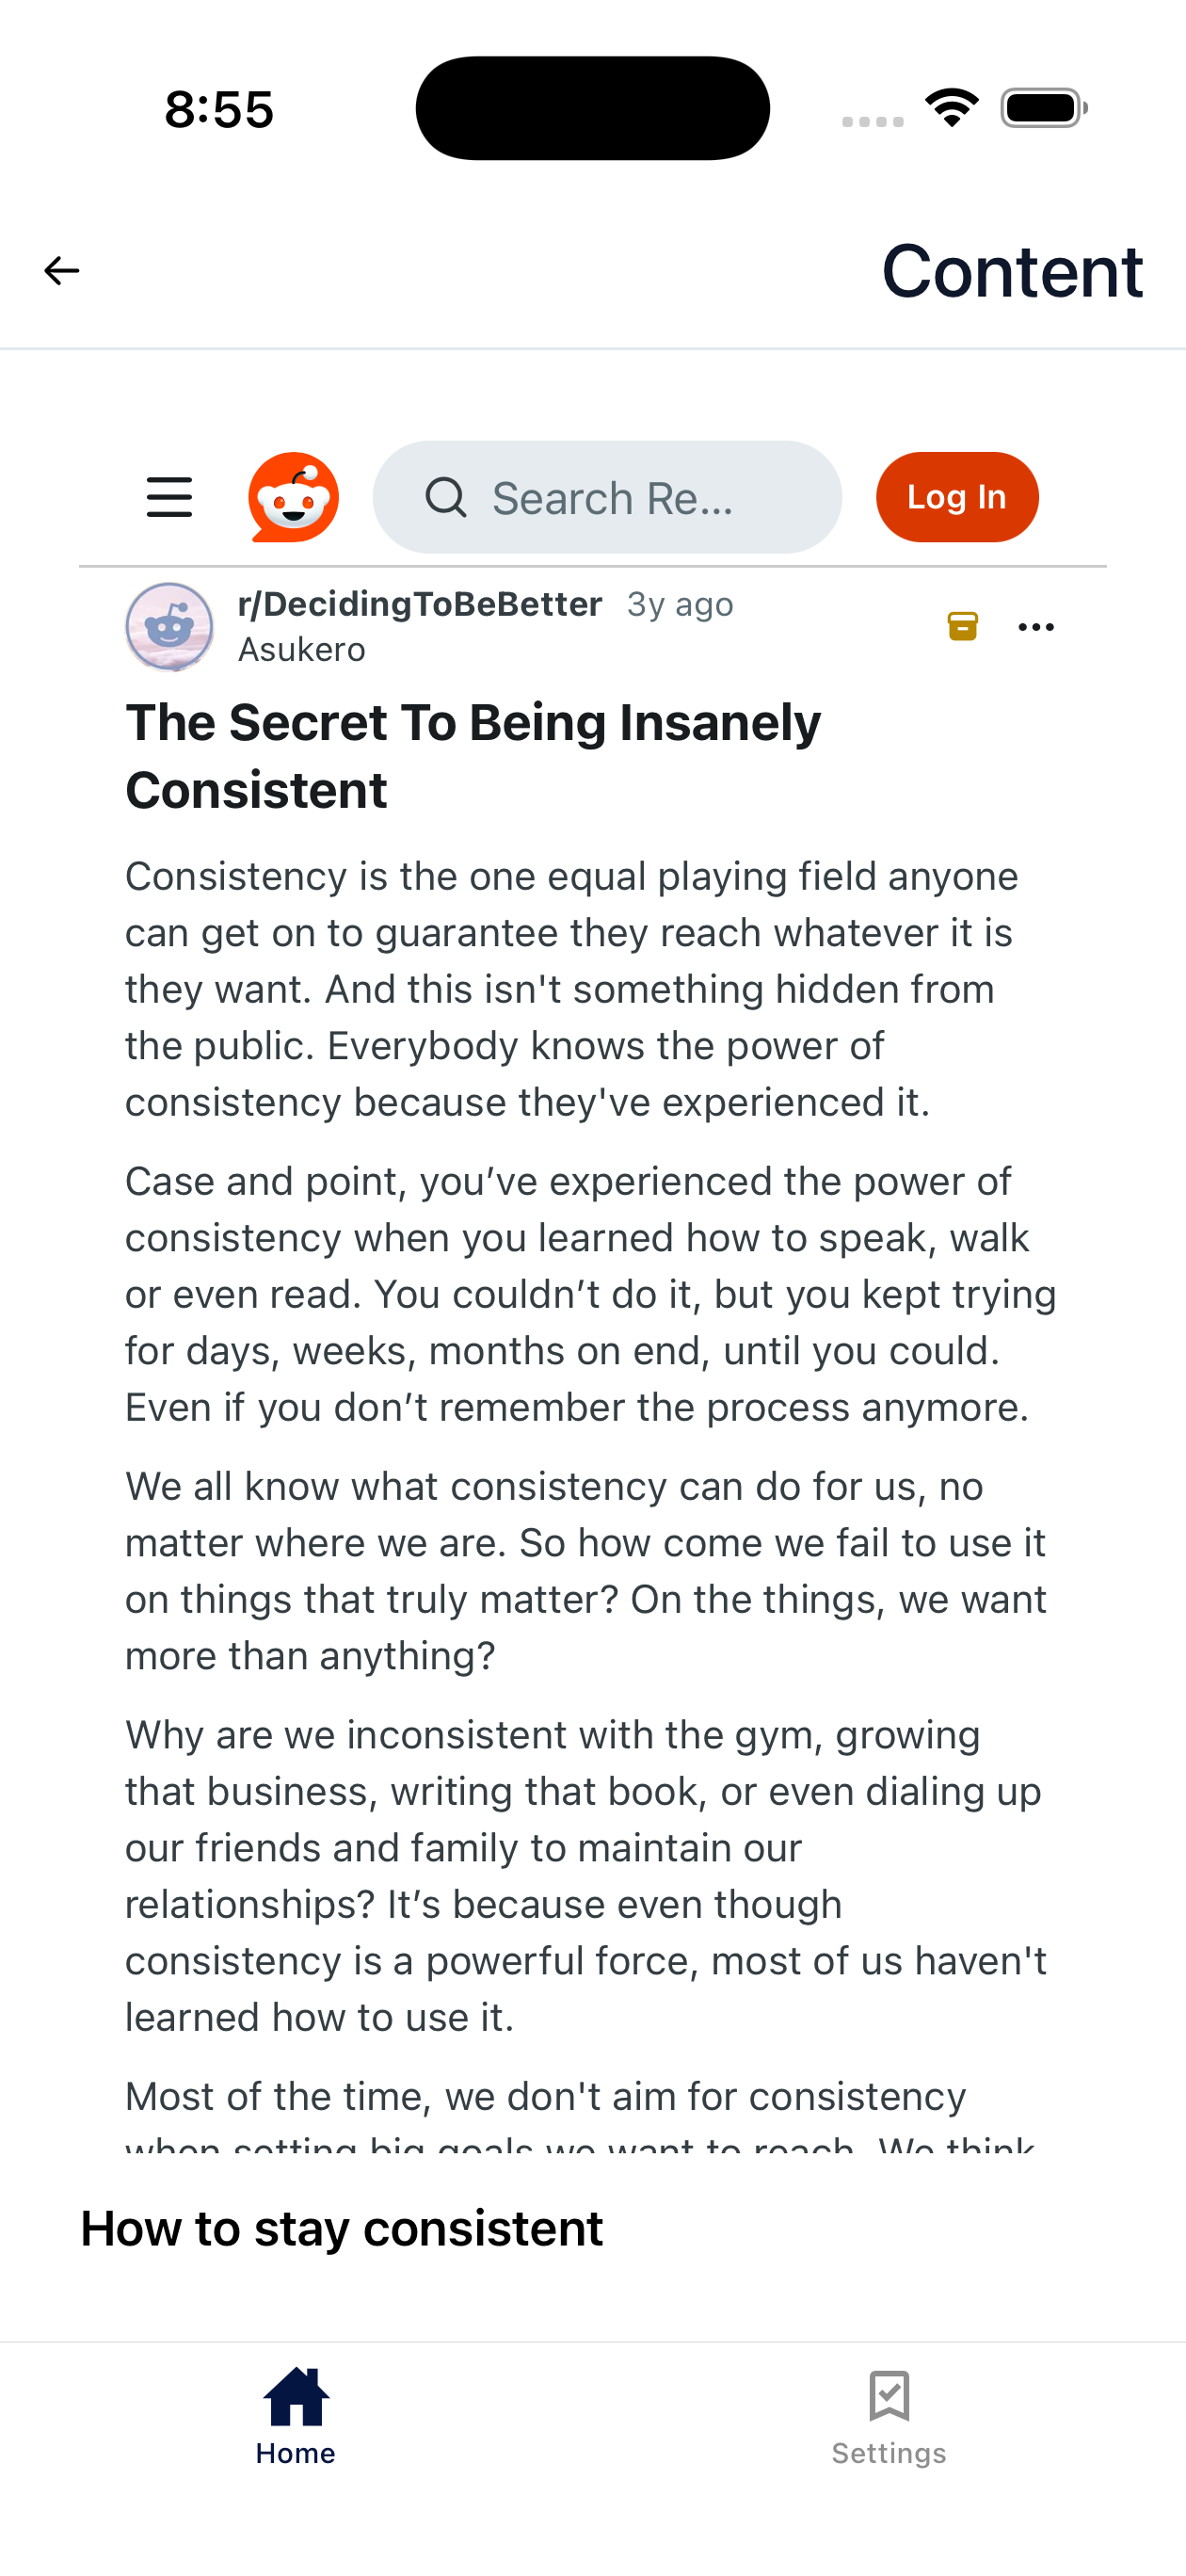 8:55
Content
Search Re...
Log In
r/DecidingToBeBetter 3y ago
Asukero
The Secret To Being Insanely
Consistent
Consistency is the one equal playing field anyone
can get on to guarantee they reach whatever it is
they want. And this isn't something hidden from
the public. Everybody knows the power of
consistency because they've experienced it.
Case and point, you’ve experienced the power of
consistency when you learned how to speak, walk
or even read. You couldn’t do it, but you kept trying
for days, weeks, months on end, until you could.
Even if you don’t remember the process anymore.
We all know what consistency can do for us, no
matter where we are. So how come we fail to use it
on things that truly matter? On the things, we want
more than anything?
Why are we inconsistent with the gym, growing
that business, writing that book, or even dialing up
our friends and family to maintain our
relationships? It’s because even though
consistency is a powerful force, most of us haven't
learned how to use it.
Most of the time, we don't aim for consistency
when setting big goals we want to reach. We think
How to stay consistent
Home
Settings